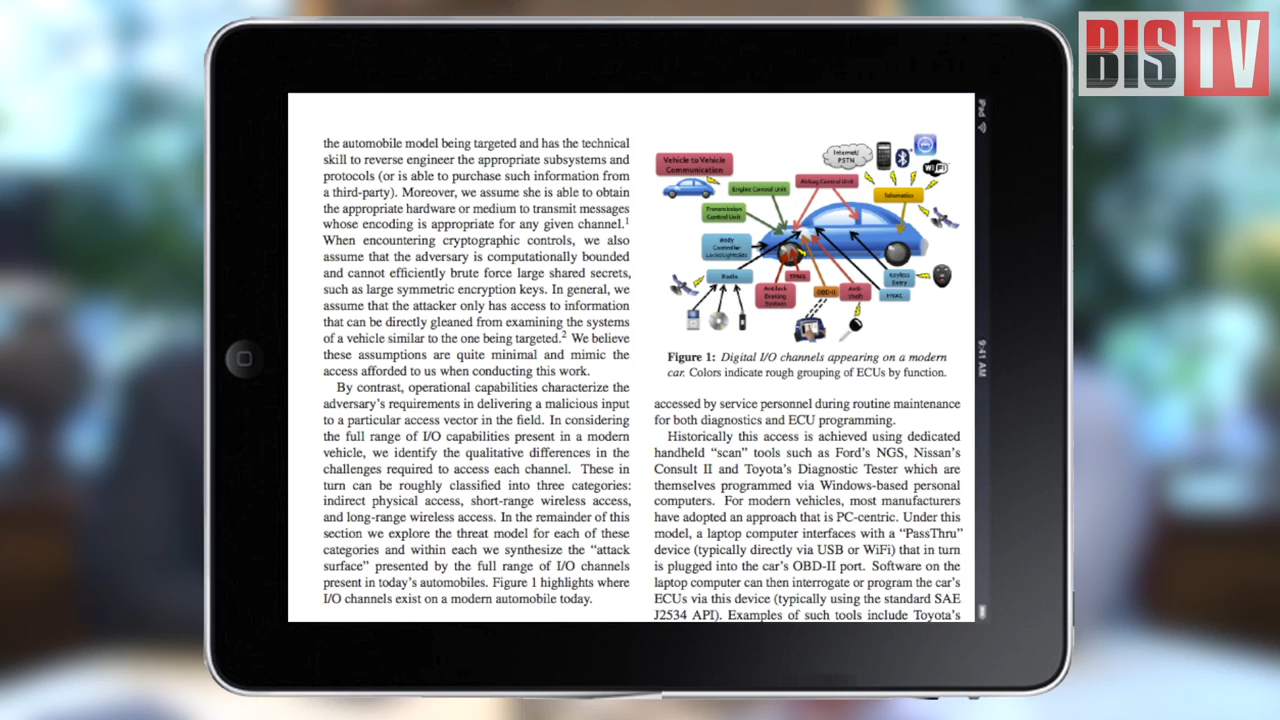 BIS TV
iPad
9:41 AM
the automobile model being targeted and has the technical
skill to reverse engineer the appropriate subsystems and
protocols (or is able to purchase such information from
a third-party). Moreover, we assume she is able to obtain
the appropriate hardware or medium to transmit messages
whose encoding is appropriate for any given channel.1
When encountering cryptographic controls, we also
assume that the adversary is computationally bounded
and cannot efficiently brute force large shared secrets,
such as large symmetric encryption keys. In general, we
assume that the attacker only has access to information
that can be directly gleaned from examining the systems
of a vehicle similar to the one being targeted.2 We believe
these assumptions are quite minimal and mimic the
access afforded to us when conducting this work.
By contrast, operational capabilities characterize the
adversary's requirements in delivering a malicious input
to a particular access vector in the field. In considering
the full range of I/O capabilities present in a modern
vehicle, we identify the qualitative differences in the
challenges required to access each channel. These in
turn can be roughly classified into three categories:
indirect physical access, short-range wireless access,
and long-range wireless access. In the remainder of this
section we explore the threat model for each of these
categories and within each we synthesize the “attack
surface” presented by the full range of I/O channels
present in today's automobiles. Figure 1 highlights where
I/O channels exist on a modern automobile today.
Internet/
PSTN
WiFi
Vehicle to Vehicle
Communication
Airbag Control Unit
Engine Control Unit
Telematics
Transmission
Control Unit
Body
Controller
Locks/Lights/Etc
Radio
TPMS
Keyless
Entry
Antilock
Braking
System
OBD-II
Anti-
Theft
HVAC
Figure 1: Digital I/O channels appearing on a modern
car. Colors indicate rough grouping of ECUs by function.
accessed by service personnel during routine maintenance
for both diagnostics and ECU programming.
Historically this access is achieved using dedicated
handheld “scan” tools such as Ford's NGS, Nissan's
Consult II and Toyota's Diagnostic Tester which are
themselves programmed via Windows-based personal
computers. For modern vehicles, most manufacturers
have adopted an approach that is PC-centric. Under this
model, a laptop computer interfaces with a “PassThru”
device (typically directly via USB or WiFi) that in turn
is plugged into the car's OBD-II port. Software on the
laptop computer can then interrogate or program the car's
ECUs via this device (typically using the standard SAE
J2534 API). Examples of such tools include Toyota's